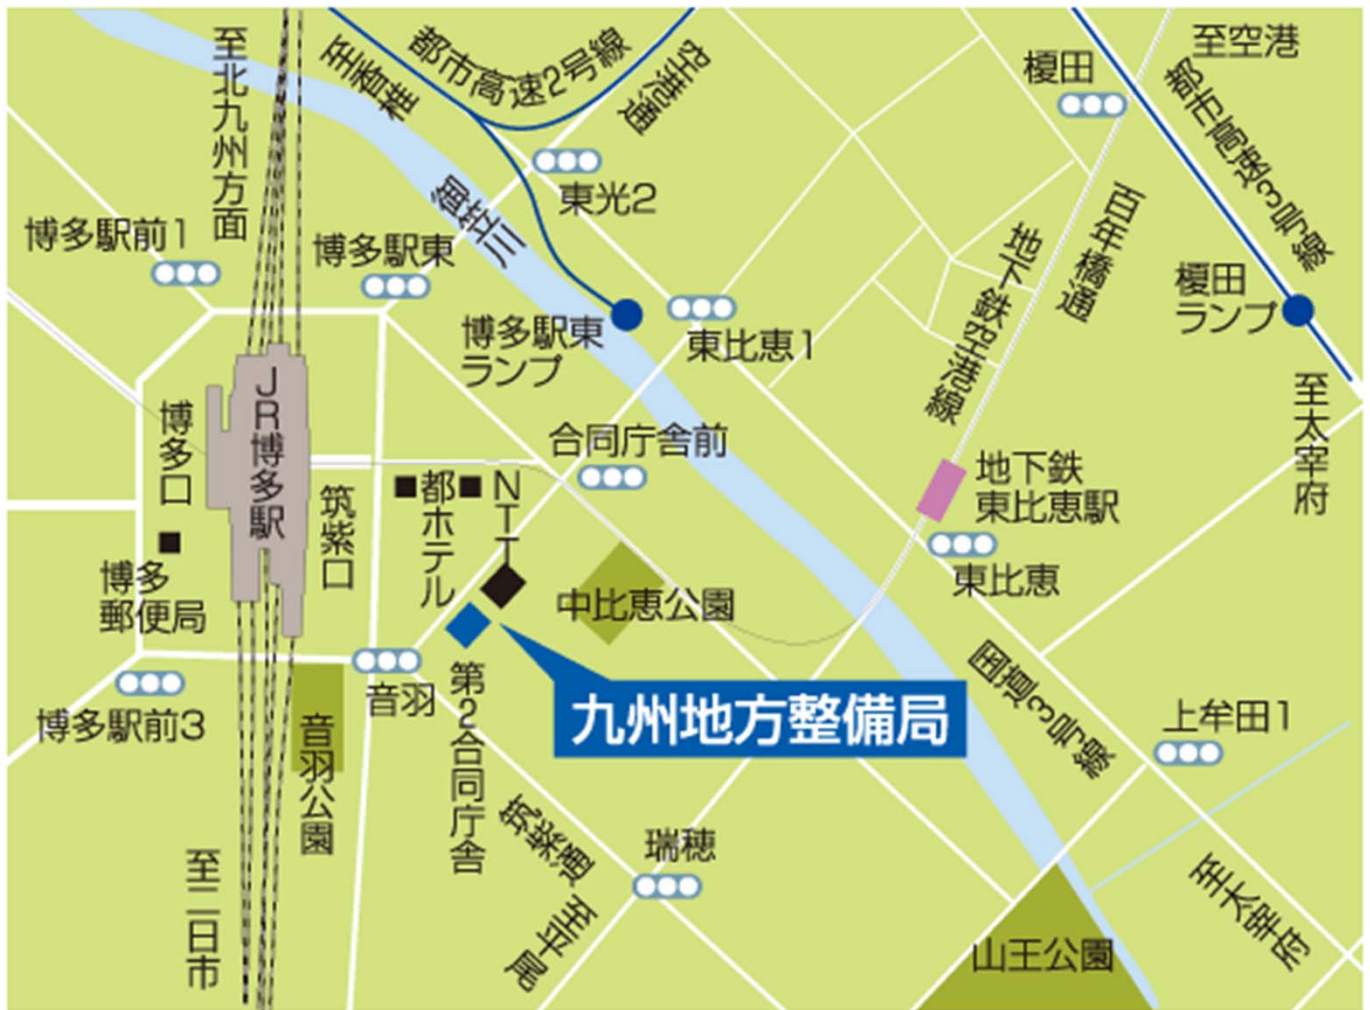 至北九州方面
至香椎
都市高速2号線
空港通
榎田
至空港
都市高速3号線
東光2
御笠川
百年橋通
地下鉄空港線
博多駅前1
博多駅東
榎田
ランプ
博多駅東
ランプ
東比恵1
至太宰府
JR博多駅
博多口
筑紫口
合同庁舎前
都ホテル
NTT
地下鉄
東比恵駅
東比恵
博多
郵便局
中比恵公園
九州地方整備局
第2合同庁舎
国道3号線
音羽
博多駅前3
音羽公園
上牟田1
筑紫通
瑞穂
至竹下
至二日市
山王公園
至太宰府